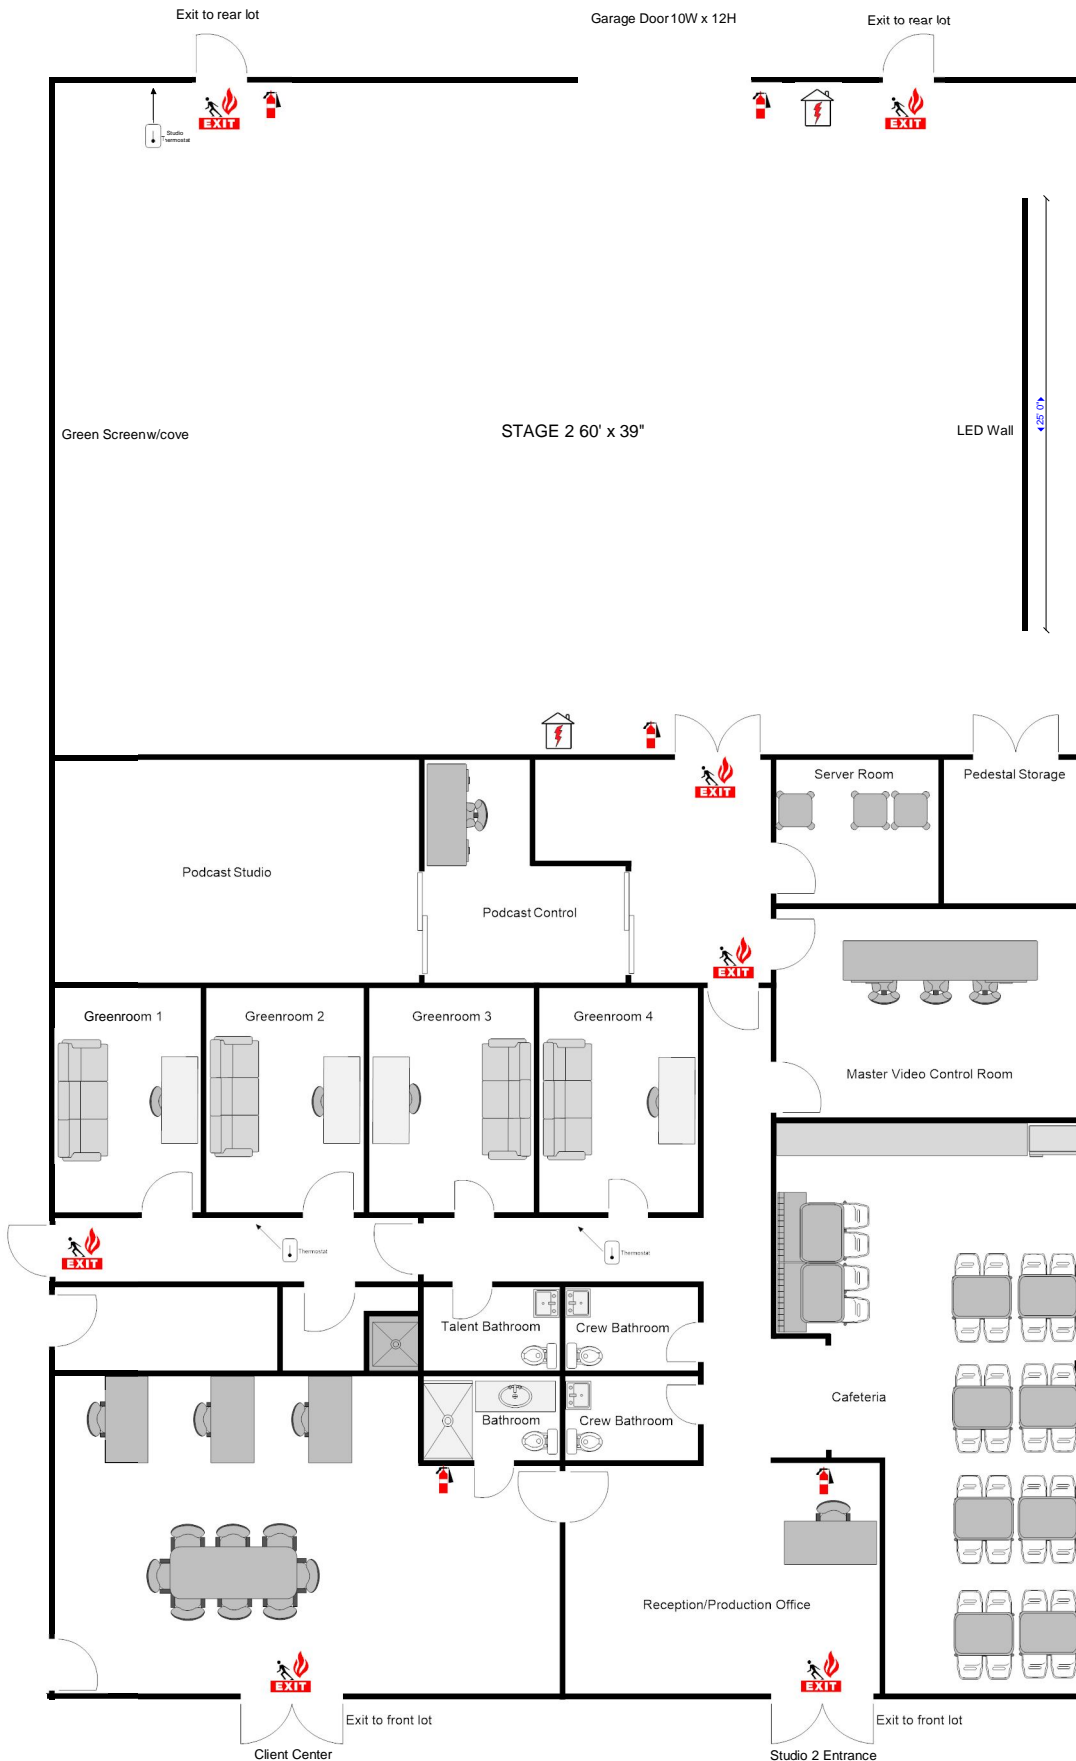 Exit to rear lot
Garage Door 10W x 12H
Exit to rear lot
EXIT
EXIT
Studio
Thermostat
Green Screenw/cove
STAGE 2 60' x 39"
LED Wall
25' 0"
EXIT
Server Room
Pedestal Storage
Podcast Studio
Podcast Control
EXIT
Greenroom 1
Greenroom 2
Greenroom 3
Greenroom 4
Master Video Control Room
EXIT
Thermostat
Thermostat
Talent Bathroom
Crew Bathroom
Cafeteria
Bathroom
Crew Bathroom
Reception/Production Office
EXIT
EXIT
Exit to front lot
Exit to front lot
Client Center
Studio 2 Entrance